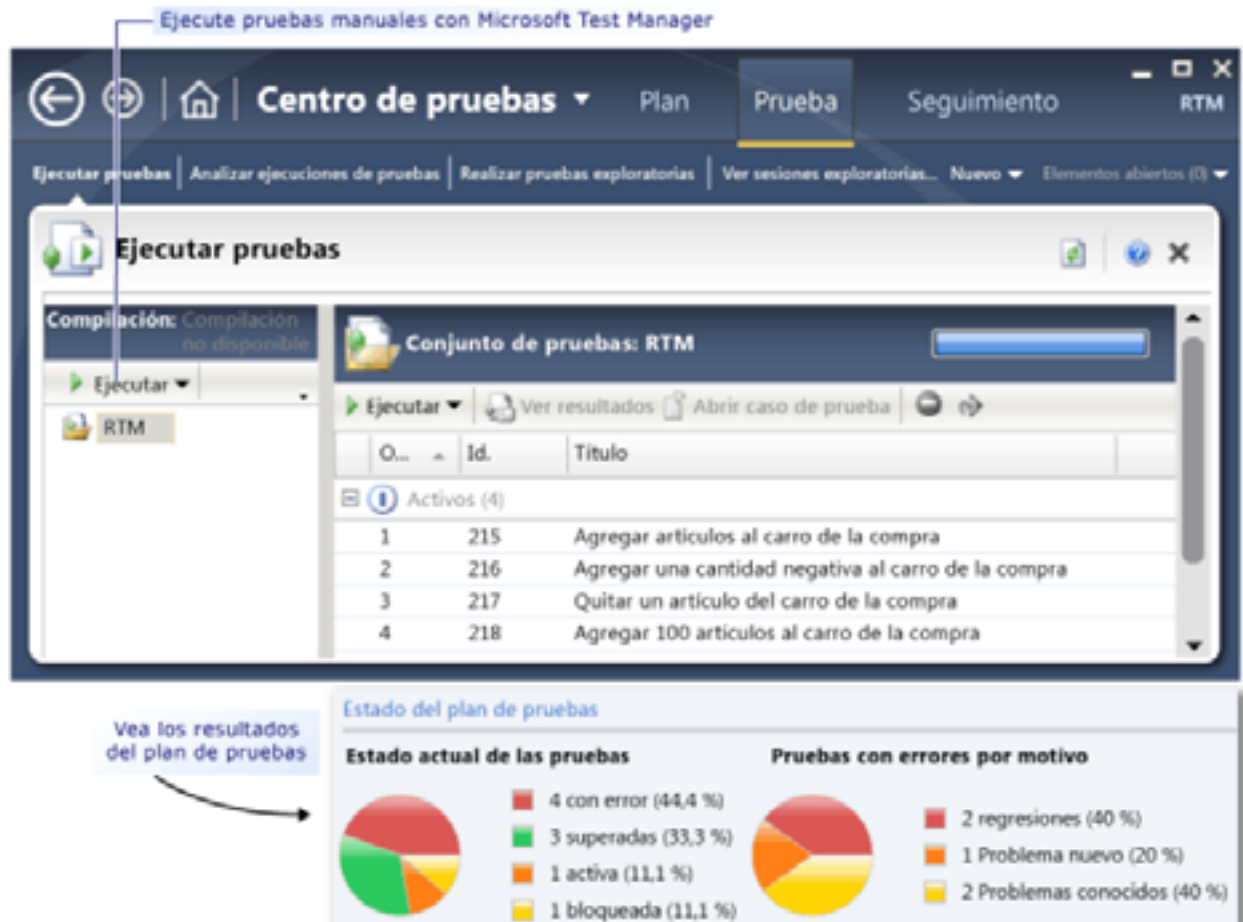 Ejecute pruebas manuales con Microsoft Test Manager
Centro de pruebas
Plan
Prueba
Seguimiento
RTM
Ejecutar pruebas
Analizar ejecuciones de pruebas
Realizar pruebas exploratorias
Ver sesiones exploratorias...
Nuevo
Elementos abiertos (0)
Ejecutar pruebas
Compilación: Compilación
no disponible
Ejecutar
RTM
Conjunto de pruebas: RTM
Ejecutar
Ver resultados
Abrir caso de prueba
O... Id. Título
Activos (4)
1 215 Agregar artículos al carro de la compra
2 216 Agregar una cantidad negativa al carro de la compra
3 217 Quitar un artículo del carro de la compra
4 218 Agregar 100 artículos al carro de la compra
Vea los resultados
del plan de pruebas
Estado del plan de pruebas
Estado actual de las pruebas
4 con error (44,4 %)
3 superadas (33,3 %)
1 activa (11,1 %)
1 bloqueada (11,1 %)
Pruebas con errores por motivo
2 regresiones (40 %)
1 Problema nuevo (20 %)
2 Problemas conocidos (40 %)